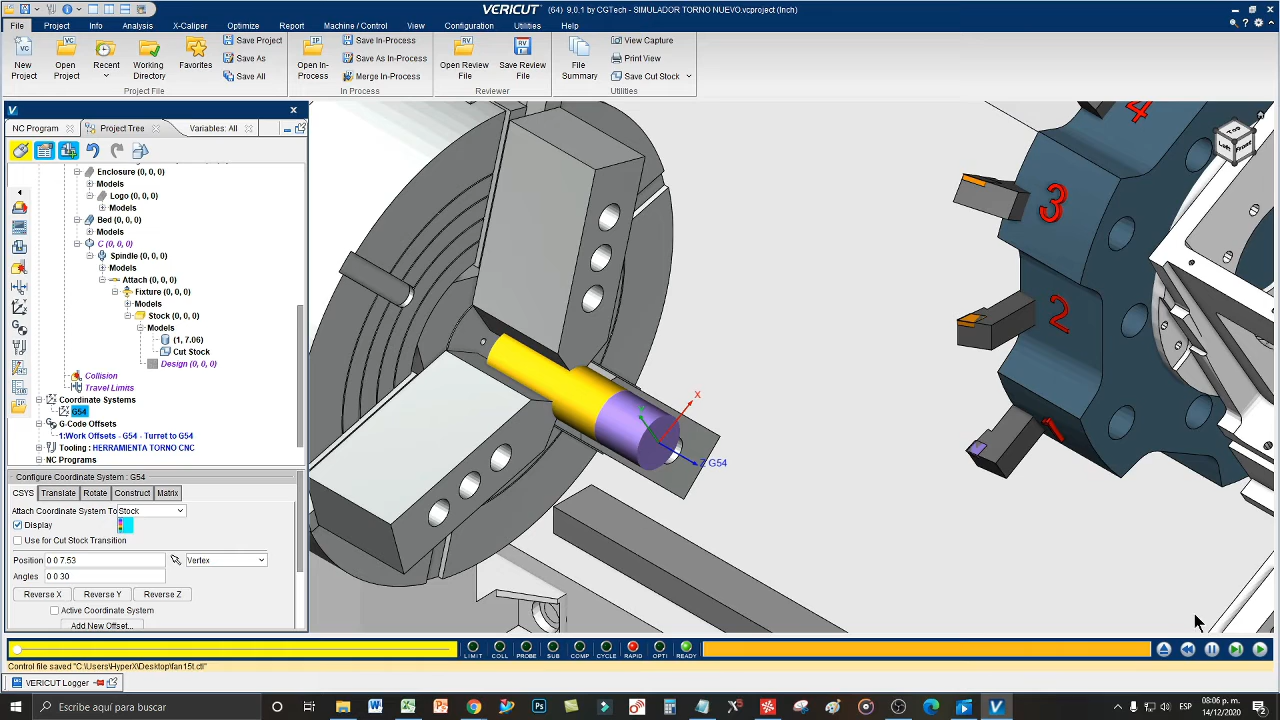 VERICUT (64) 9.0.1 by CGTech - SIMULADOR TORNO NUEVO.vcproject (Inch)
File Project Info Analysis X-Caliper Optimize Report Machine / Control View Configuration Utilities Help
New Project
Open Project
Recent
Working Directory
Favorites
Save Project
Save As
Save All
Project File
Open In-Process
Save In-Process
Save As In-Process
Merge In-Process
In Process
Open Review File
Save Review File
Reviewer
File Summary
View Capture
Print View
Save Cut Stock
Utilities
NC Program Project Tree Variables: All
Enclosure (0, 0, 0)
Models
Logo (0, 0, 0)
Models
Bed (0, 0, 0)
Models
C (0, 0, 0)
Spindle (0, 0, 0)
Models
Attach (0, 0, 0)
Fixture (0, 0, 0)
Models
Stock (0, 0, 0)
Models
(1, 7.06)
Cut Stock
Design (0, 0, 0)
Collision
Travel Limits
Coordinate Systems
G54
G-Code Offsets
1:Work Offsets - G54 - Turret to G54
Tooling : HERRAMIENTA TORNO CNC
NC Programs
Configure Coordinate System : G54
CSYS Translate Rotate Construct Matrix
Attach Coordinate System To Stock
Display
Use for Cut Stock Transition
Position 0 0 7.53 Vertex
Angles 0 0 30
Reverse X Reverse Y Reverse Z
Active Coordinate System
Add New Offset...
X
Z G54
4
3
2
1
Front
LIMIT COLL PROBE SUB COMP CYCLE RAPID OPTI READY
Control file saved "C:\Users\HyperX\Desktop\fan15t.ctl"
VERICUT Logger
Escribe aquí para buscar
ESP
08:06 p. m.
14/12/2020